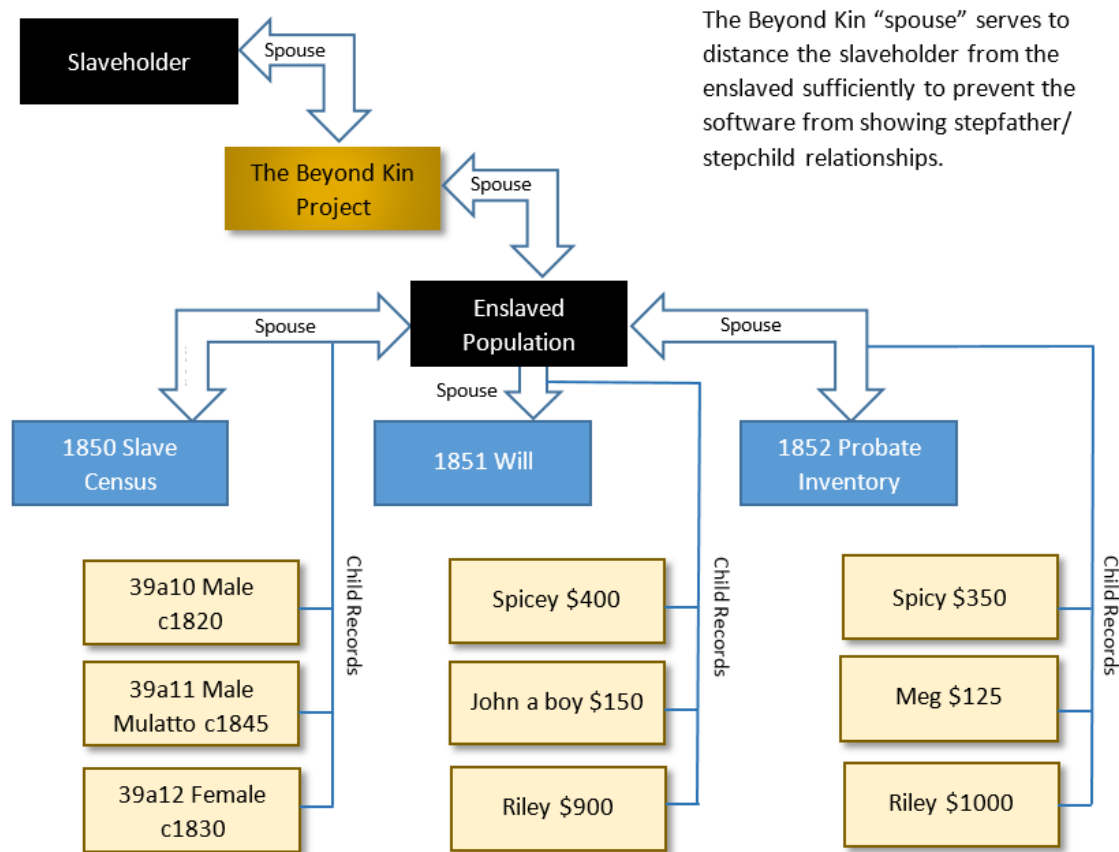 The Beyond Kin “spouse” serves to
distance the slaveholder from the
enslaved sufficiently to prevent the
software from showing stepfather/
stepchild relationships.
Slaveholder
Spouse
The Beyond Kin
Project
Spouse
Enslaved
Population
Spouse
Spouse
Spouse
1850 Slave
Census
1851 Will
1852 Probate
Inventory
Child Records
39a10 Male
c1820
39a11 Male
Mulatto c1845
39a12 Female
c1830
Child Records
Spicey $400
John a boy $150
Riley $900
Child Records
Spicy $350
Meg $125
Riley $1000